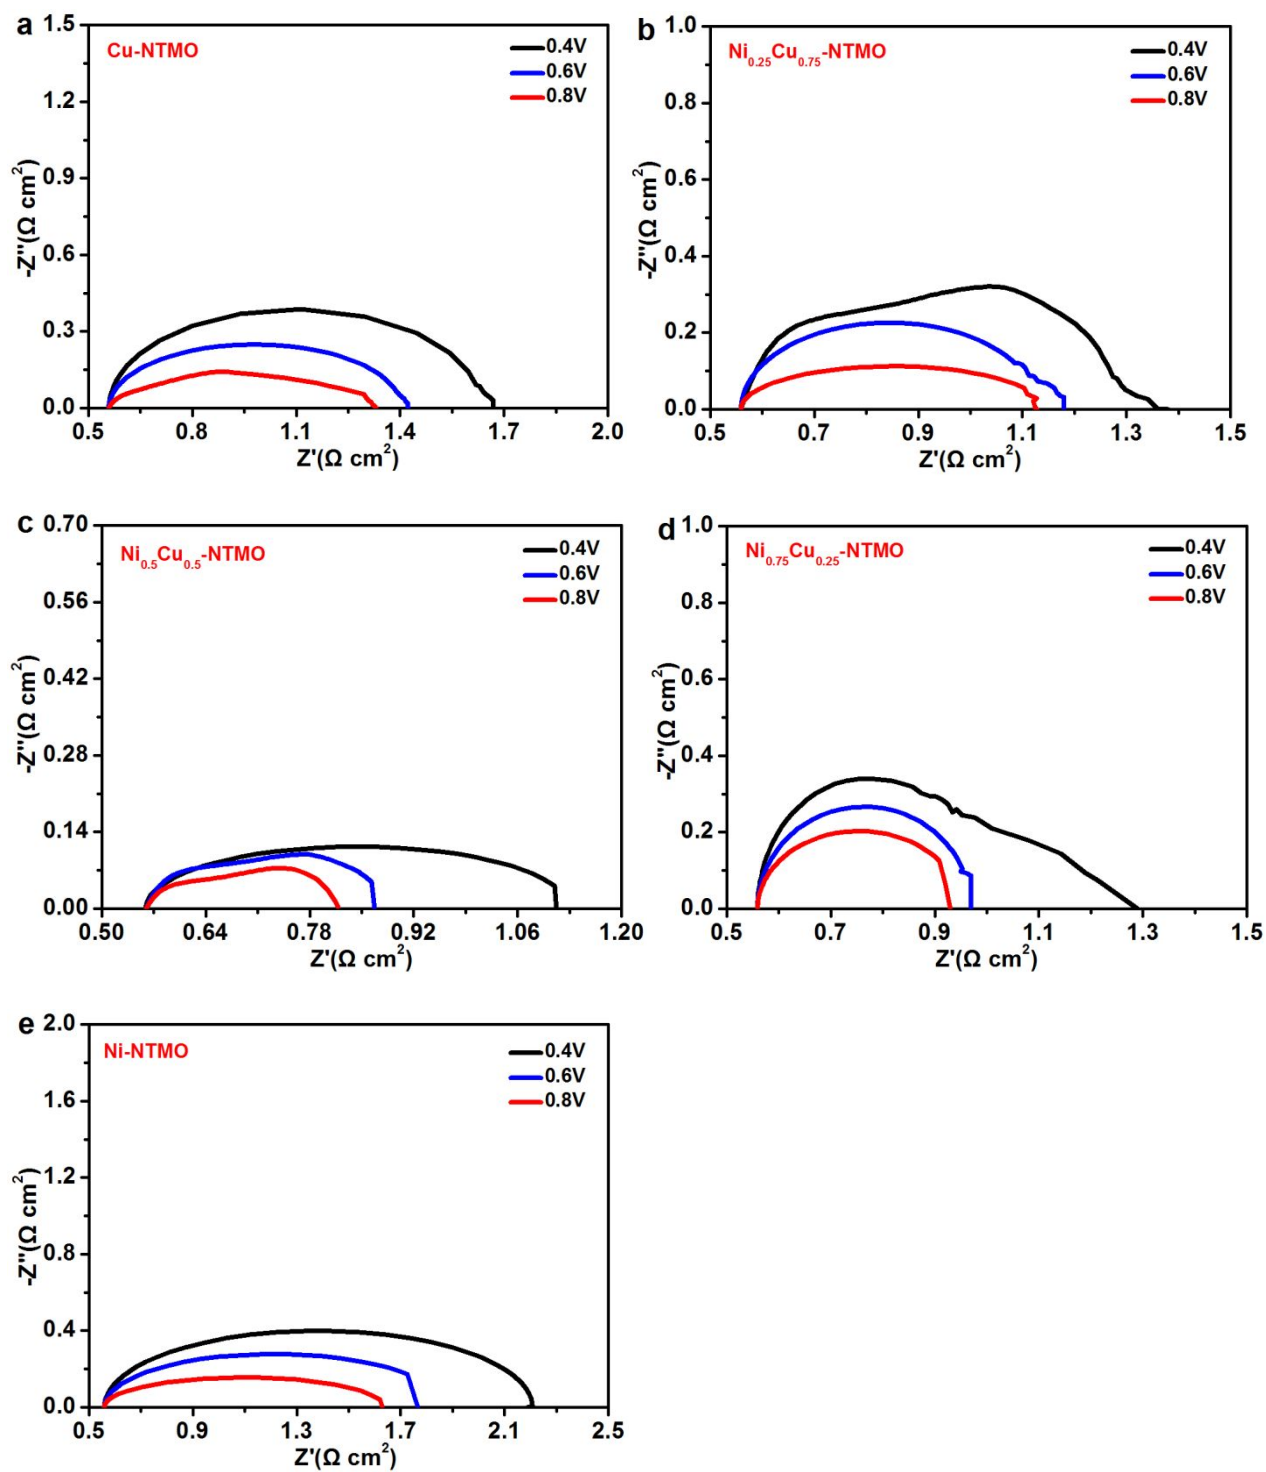 a
Cu-NTMO
0.4V
0.6V
0.8V
1.5
1.2
0.9
0.6
0.3
0.0
-Z''(Ω cm²)
0.5 0.8 1.1 1.4 1.7 2.0
Z'(Ω cm²)
b
Ni₀.₂₅Cu₀.₇₅-NTMO
0.4V
0.6V
0.8V
1.0
0.8
0.6
0.4
0.2
0.0
-Z''(Ω cm²)
0.5 0.7 0.9 1.1 1.3 1.5
Z'(Ω cm²)
c
Ni₀.₅Cu₀.₅-NTMO
0.4V
0.6V
0.8V
0.70
0.56
0.42
0.28
0.14
0.00
-Z''(Ω cm²)
0.50 0.64 0.78 0.92 1.06 1.20
Z'(Ω cm²)
d
Ni₀.₇₅Cu₀.₂₅-NTMO
0.4V
0.6V
0.8V
1.0
0.8
0.6
0.4
0.2
0.0
-Z''(Ω cm²)
0.5 0.7 0.9 1.1 1.3 1.5
Z'(Ω cm²)
e
Ni-NTMO
0.4V
0.6V
0.8V
2.0
1.6
1.2
0.8
0.4
0.0
-Z''(Ω cm²)
0.5 0.9 1.3 1.7 2.1 2.5
Z'(Ω cm²)